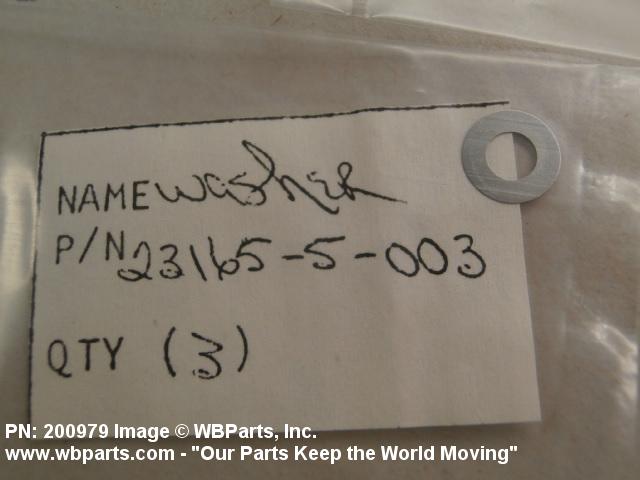 NAME washer
P/N 23165-5-003
QTY (3)
PN: 200979 Image © WBParts, Inc.
www.wbparts.com - "Our Parts Keep the World Moving"